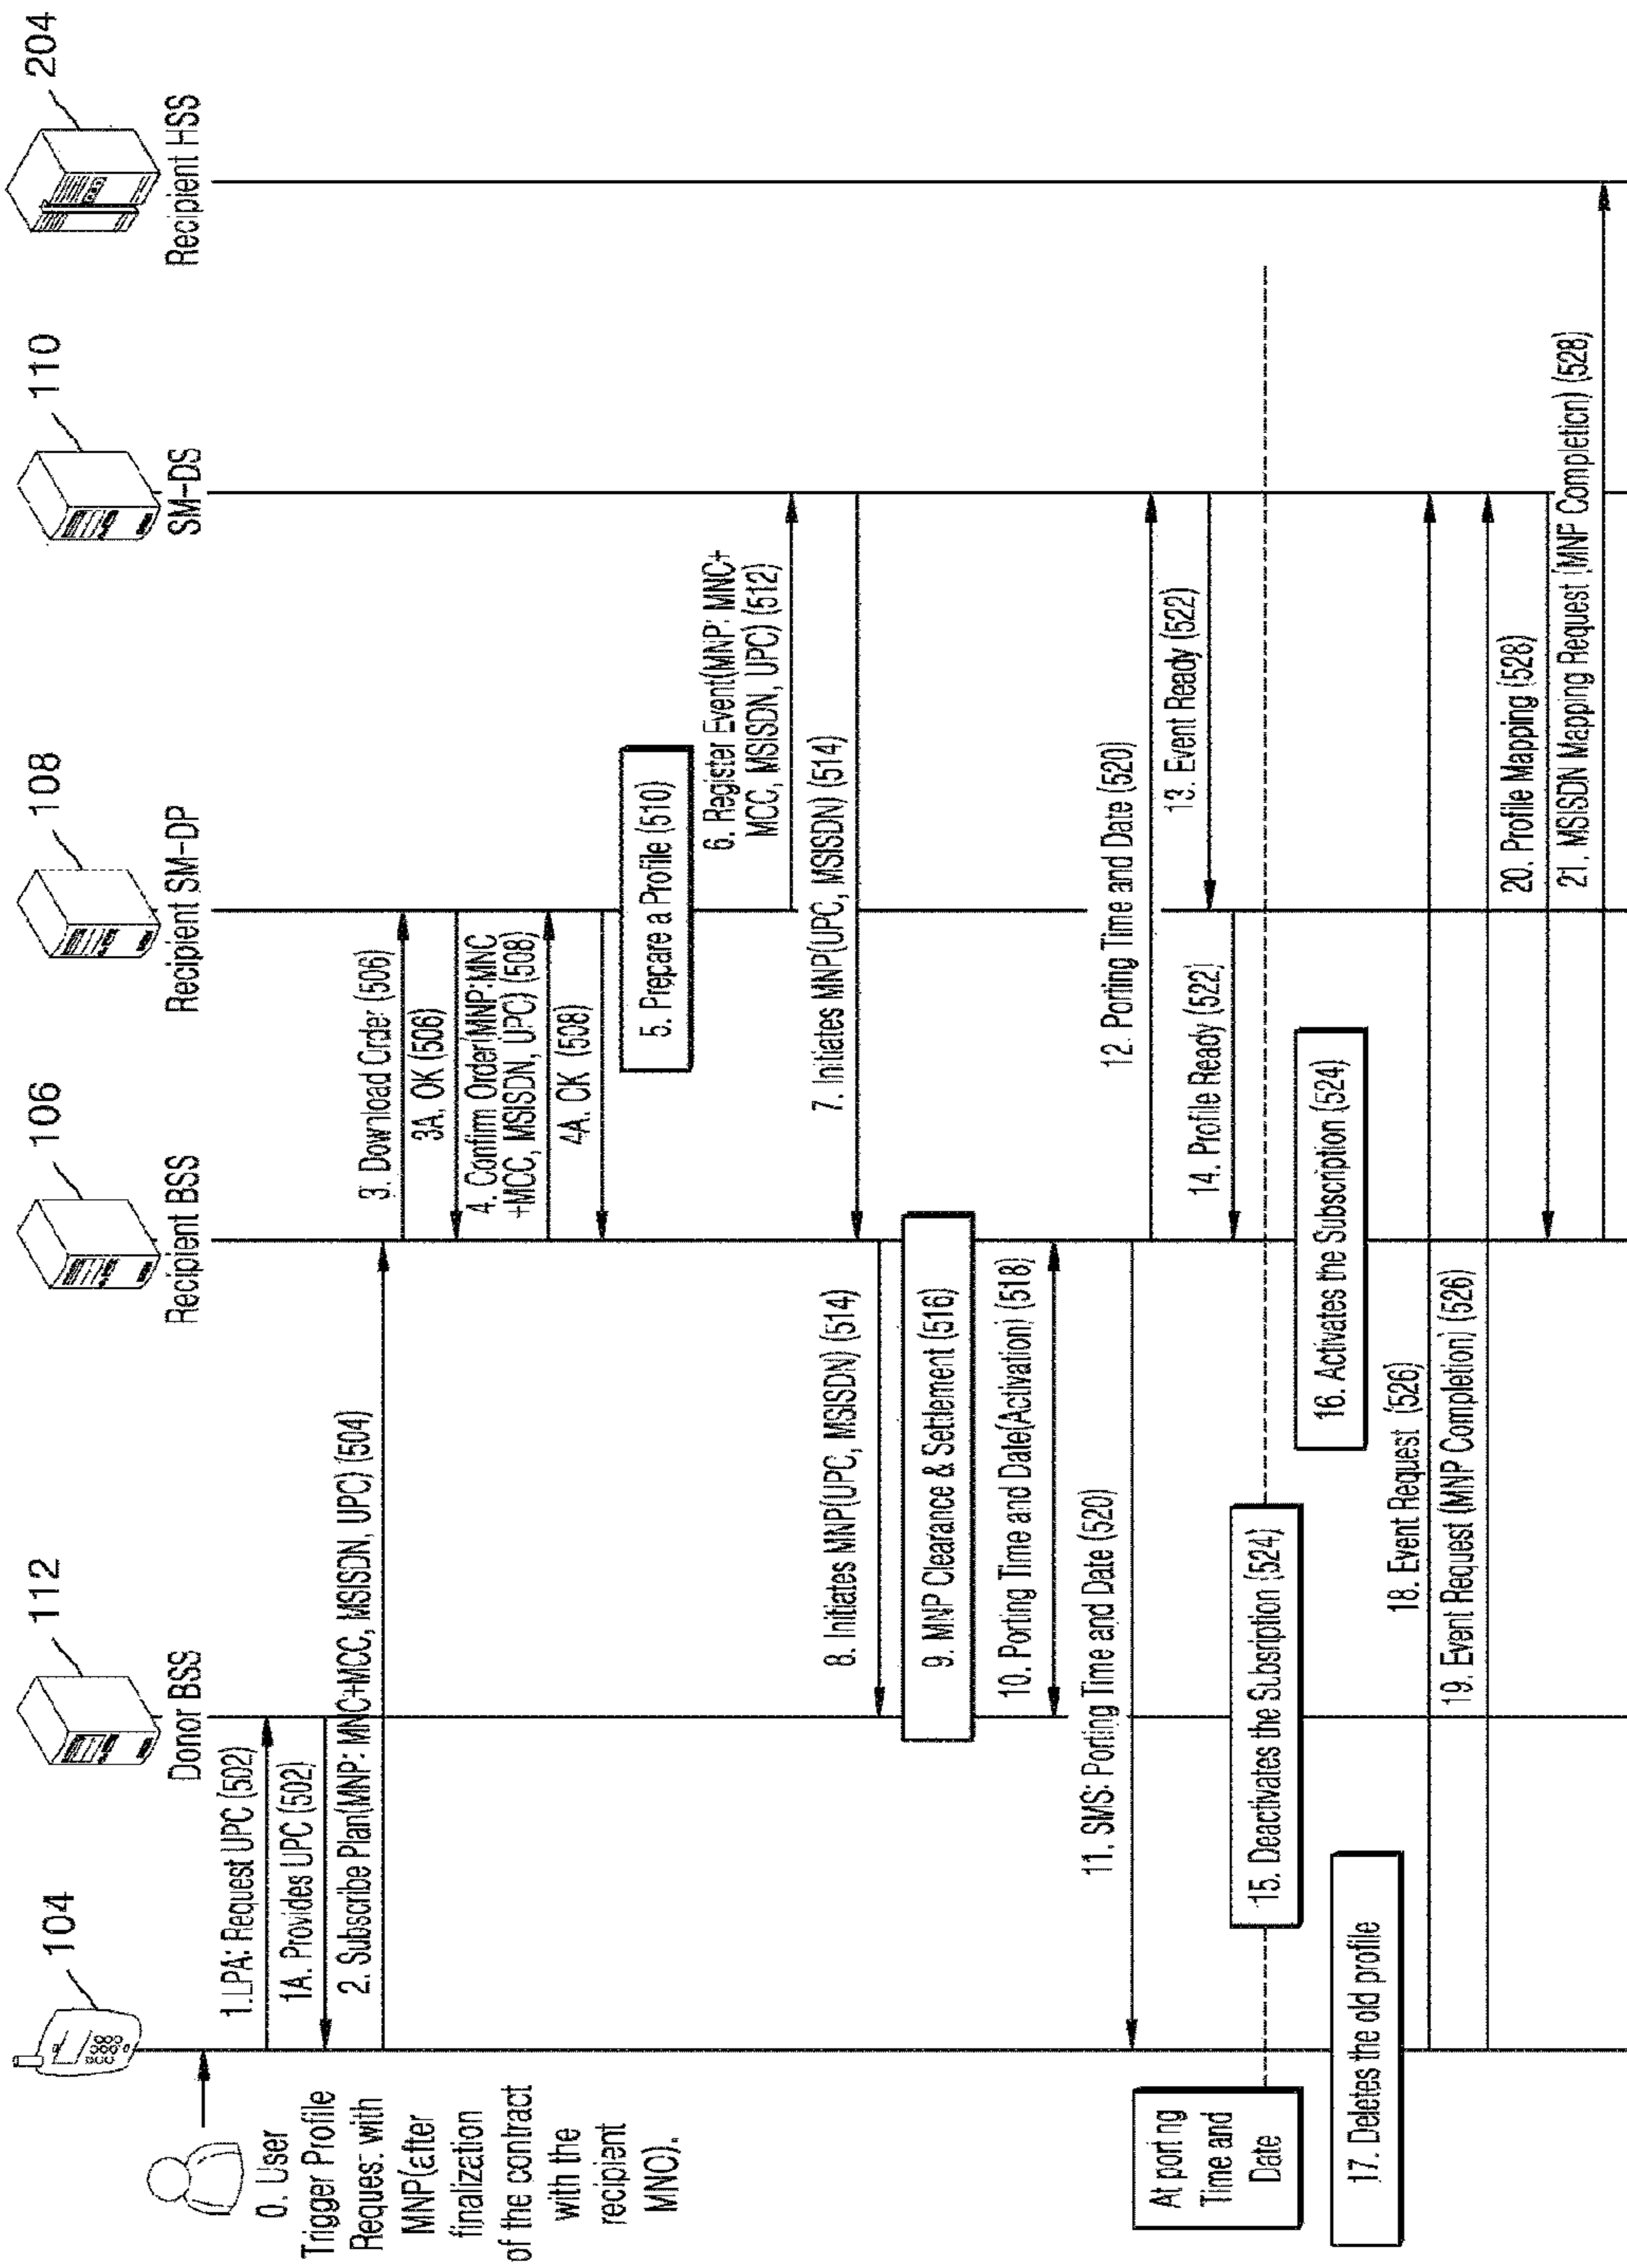 104
112
106
108
110
204
Donor BSS
Recipient BSS
Recipient SM-DP
SM-DS
Recipient HSS
0. User
Trigger Profile
Request with
MNP(after
finalization
of the contract
with the
recipient
MNO).
1.LPA: Request UPC (502)
1A. Provides UPC (502)
2. Subscribe Plan(MNP: MNC+MCC, MSISDN, UPC) (504)
3. Download Order (506)
3A. OK (506)
4. Confirm Order(MNP:MNC
+MCC, MSISDN, UPC) (508)
4A. OK (508)
5. Prepare a Profile (510)
6. Register Event(MNP: MNC+
MCC, MSISDN, UPC) (512)
7. Initiates MNP(UPC, MSISDN) (514)
8. Initiates MNP(UPC, MSISDN) (514)
9. MNP Clearance & Settlement (516)
10. Porting Time and Date(Activation) (518)
11. SMS: Porting Time and Date (520)
12. Porting Time and Date (520)
13. Event Ready (522)
14. Profile Ready (522)
At porting
Time and
Date
15. Deactivates the Subsription (524)
16. Activates the Subscription (524)
17. Deletes the old profile
18. Event Request (526)
19. Event Request (MNP Completion) (526)
20. Profile Mapping (528)
21. MSISDN Mapping Request (MNF Completion) (528)